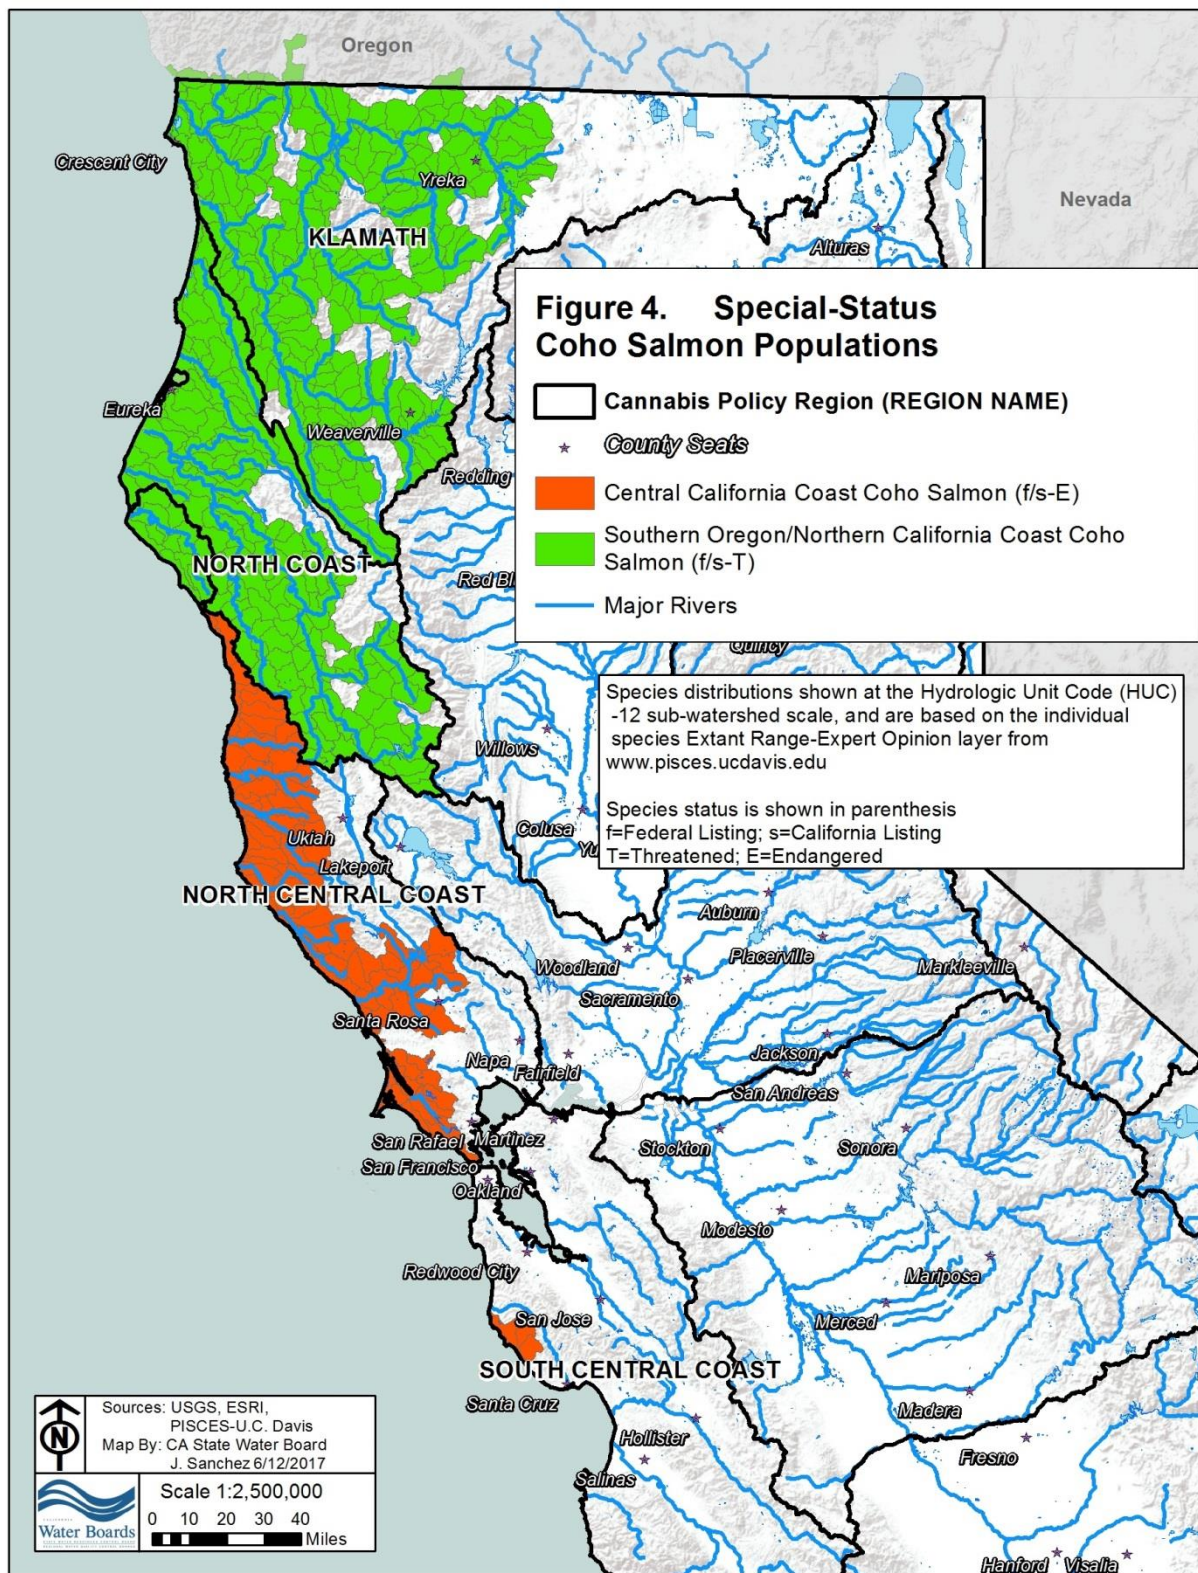 Oregon
Nevada
Crescent City
Yreka
KLAMATH
Alturas
Figure 4. Special-Status
Coho Salmon Populations
Cannabis Policy Region (REGION NAME)
County Seats
Central California Coast Coho Salmon (f/s-E)
Southern Oregon/Northern California Coast Coho
Salmon (f/s-T)
Major Rivers
Eureka
Weaverville
Redding
NORTH COAST
Red Bl
Quincy
Species distributions shown at the Hydrologic Unit Code (HUC)
-12 sub-watershed scale, and are based on the individual
species Extant Range-Expert Opinion layer from
www.pisces.ucdavis.edu
Species status is shown in parenthesis
f=Federal Listing; s=California Listing
T=Threatened; E=Endangered
Willows
Colusa
Yu
Ukiah
Lakeport
NORTH CENTRAL COAST
Auburn
Woodland
Placerville
Markleeville
Sacramento
Santa Rosa
Napa
Fairfield
Jackson
San Andreas
San Rafael
Martinez
Stockton
Sonora
San Francisco
Oakland
Modesto
Redwood City
Mariposa
San Jose
Merced
SOUTH CENTRAL COAST
Santa Cruz
Madera
Hollister
Fresno
Salinas
Hanford
Visalia
N
Sources: USGS, ESRI,
PISCES-U.C. Davis
Map By: CA State Water Board
J. Sanchez 6/12/2017
Water Boards
Scale 1:2,500,000
0 10 20 30 40
Miles